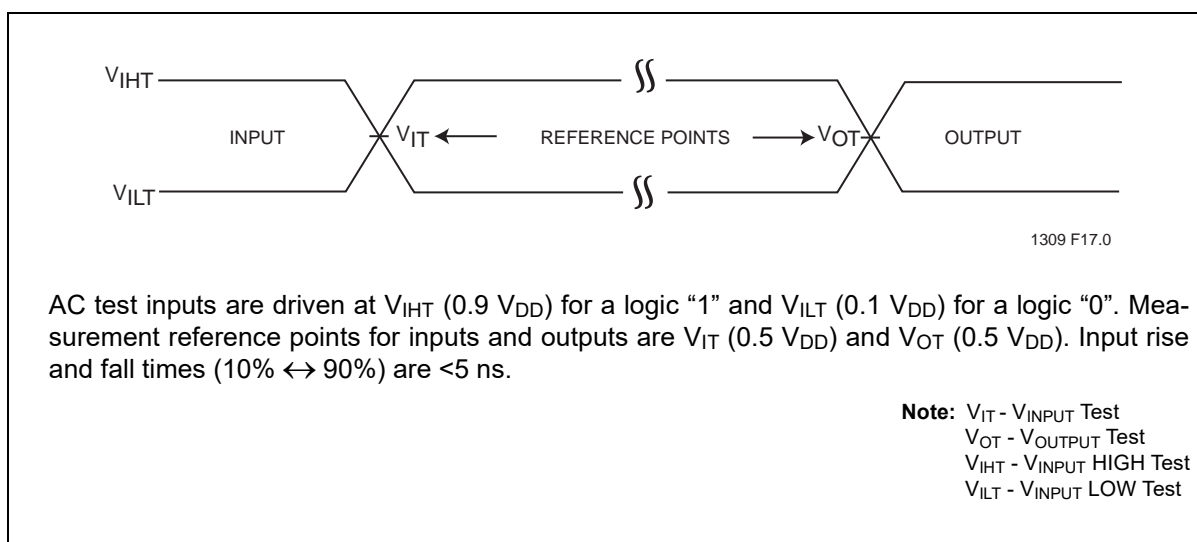 VIHT
INPUT VIT REFERENCE POINTS VOT OUTPUT
VILT
1309 F17.0
AC test inputs are driven at VIHT (0.9 VDD) for a logic “1” and VILT (0.1 VDD) for a logic “0”. Mea-
surement reference points for inputs and outputs are VIT (0.5 VDD) and VOT (0.5 VDD). Input rise
and fall times (10% ↔ 90%) are <5 ns.
Note: VIT - VINPUT Test
VOT - VOUTPUT Test
VIHT - VINPUT HIGH Test
VILT - VINPUT LOW Test